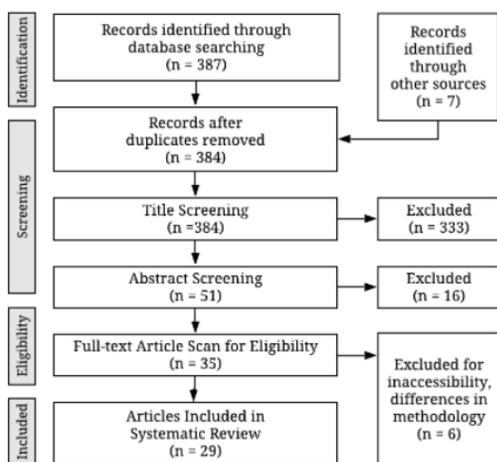 Identification
Records identified through
database searching
(n = 387)
Records
identified
through
other sources
(n = 7)
Screening
Records after
duplicates removed
(n = 384)
Title Screening
(n =384)
Excluded
(n = 333)
Abstract Screening
(n = 51)
Excluded
(n = 16)
Eligibility
Full-text Article Scan for Eligibility
(n = 35)
Excluded for
inaccessibility,
differences in
methodology
(n = 6)
Included
Articles Included in
Systematic Review
(n = 29)